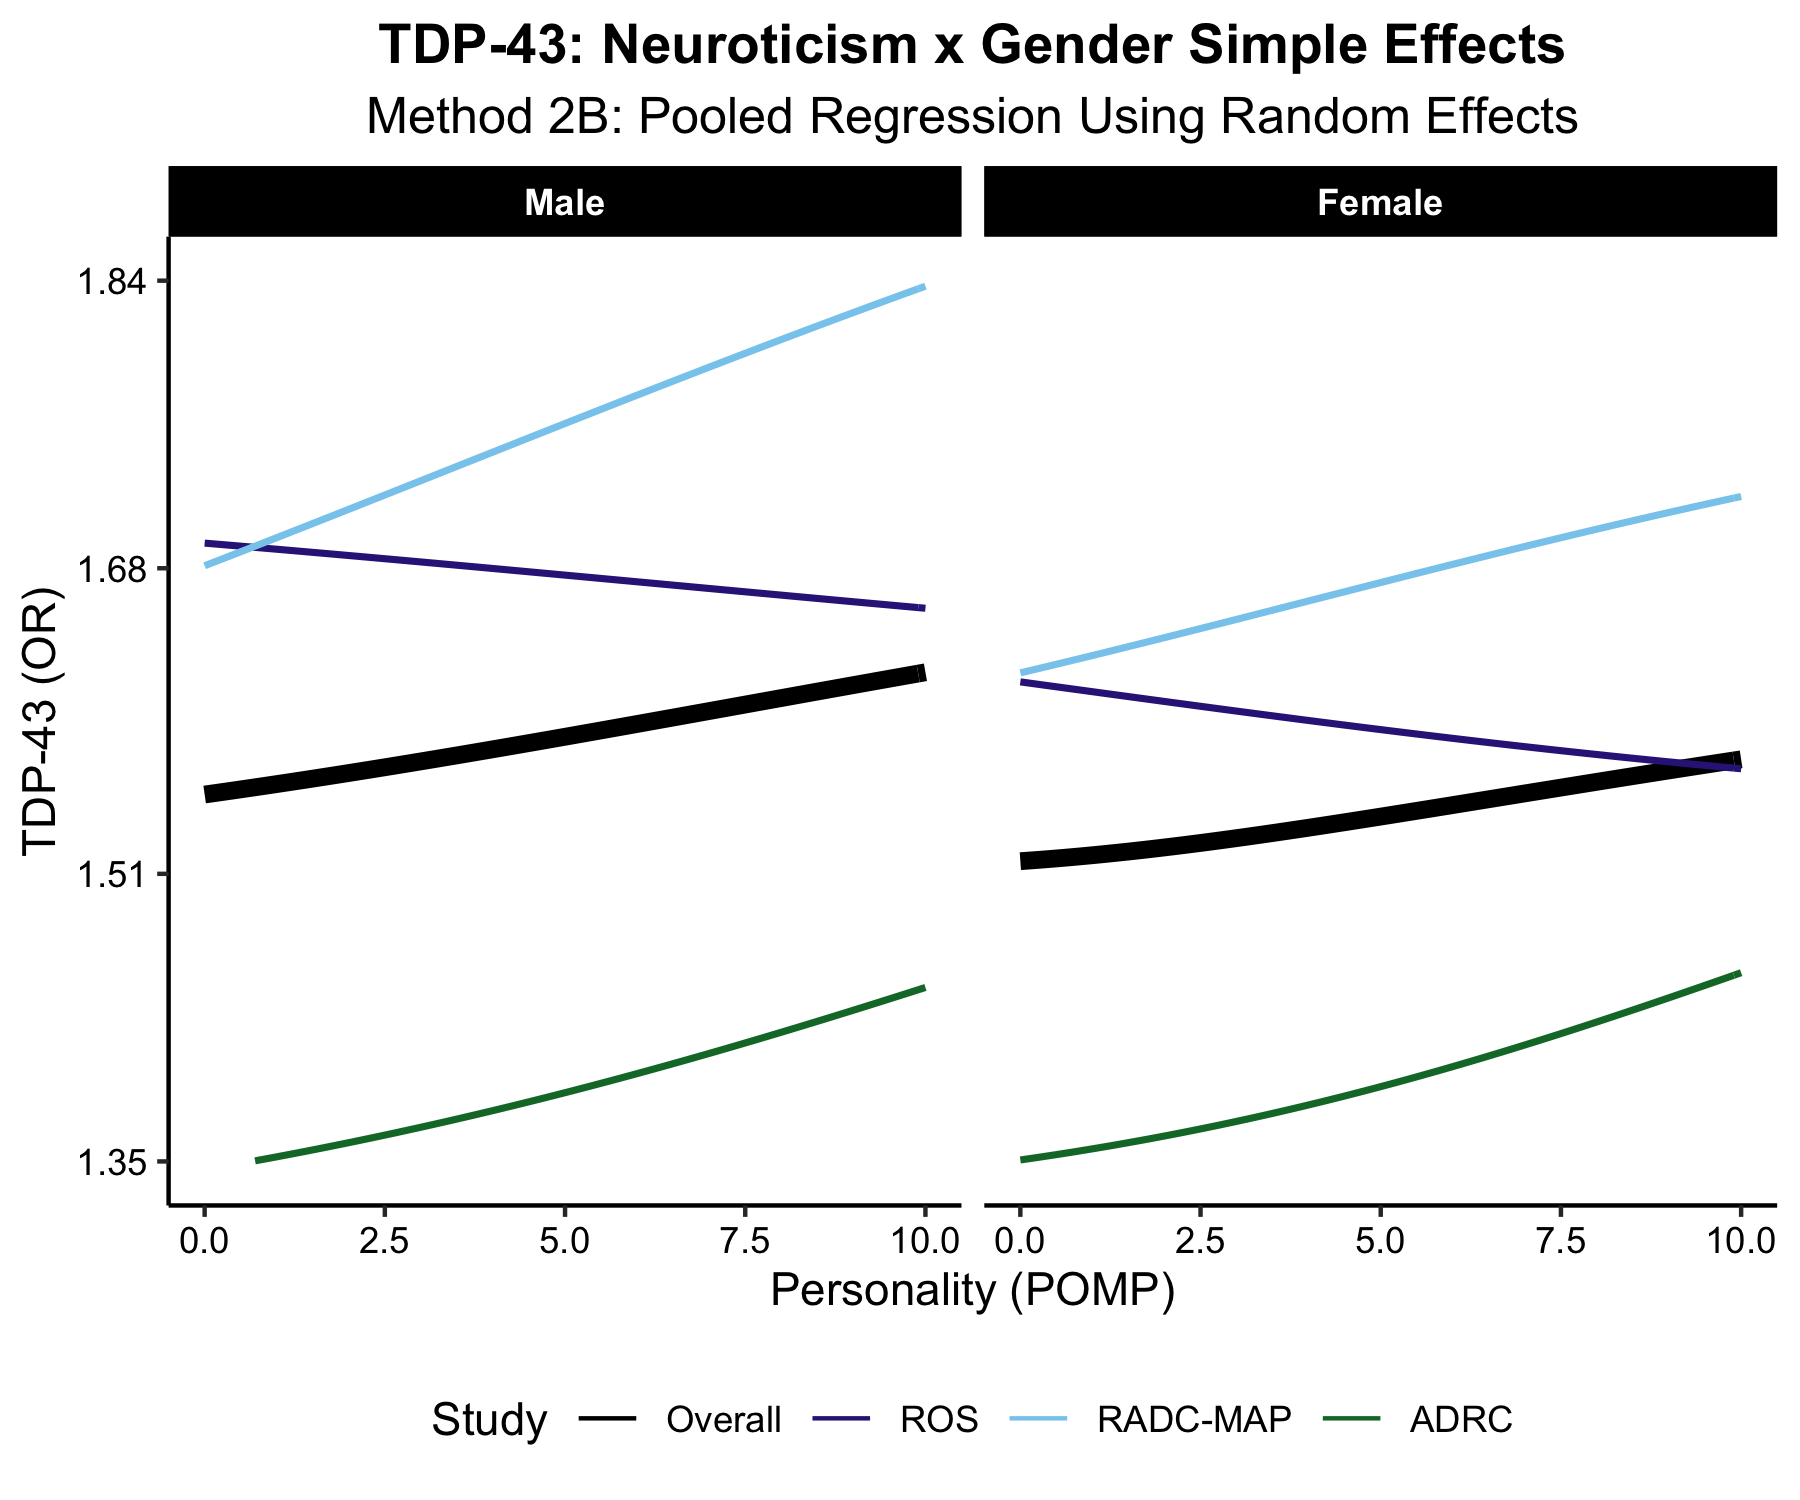 TDP-43: Neuroticism x Gender Simple Effects
Method 2B: Pooled Regression Using Random Effects
Male
Female
TDP-43 (OR)
1.84
1.68
1.51
1.35
0.0 2.5 5.0 7.5 10.0
0.0 2.5 5.0 7.5 10.0
Personality (POMP)
Study Overall ROS RADC-MAP ADRC